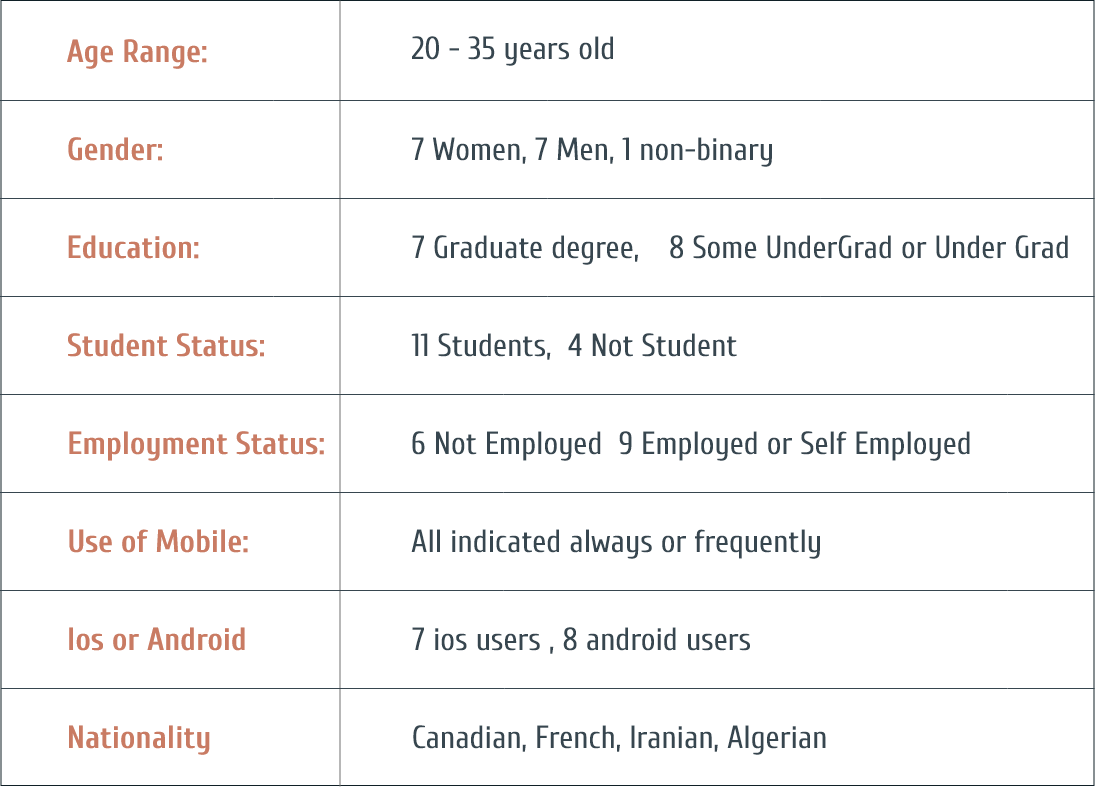 Age Range: 20 - 35 years old
Gender: 7 Women, 7 Men, 1 non-binary
Education: 7 Graduate degree, 8 Some UnderGrad or Under Grad
Student Status: 11 Students, 4 Not Student
Employment Status: 6 Not Employed 9 Employed or Self Employed
Use of Mobile: All indicated always or frequently
Ios or Android 7 ios users , 8 android users
Nationality Canadian, French, Iranian, Algerian